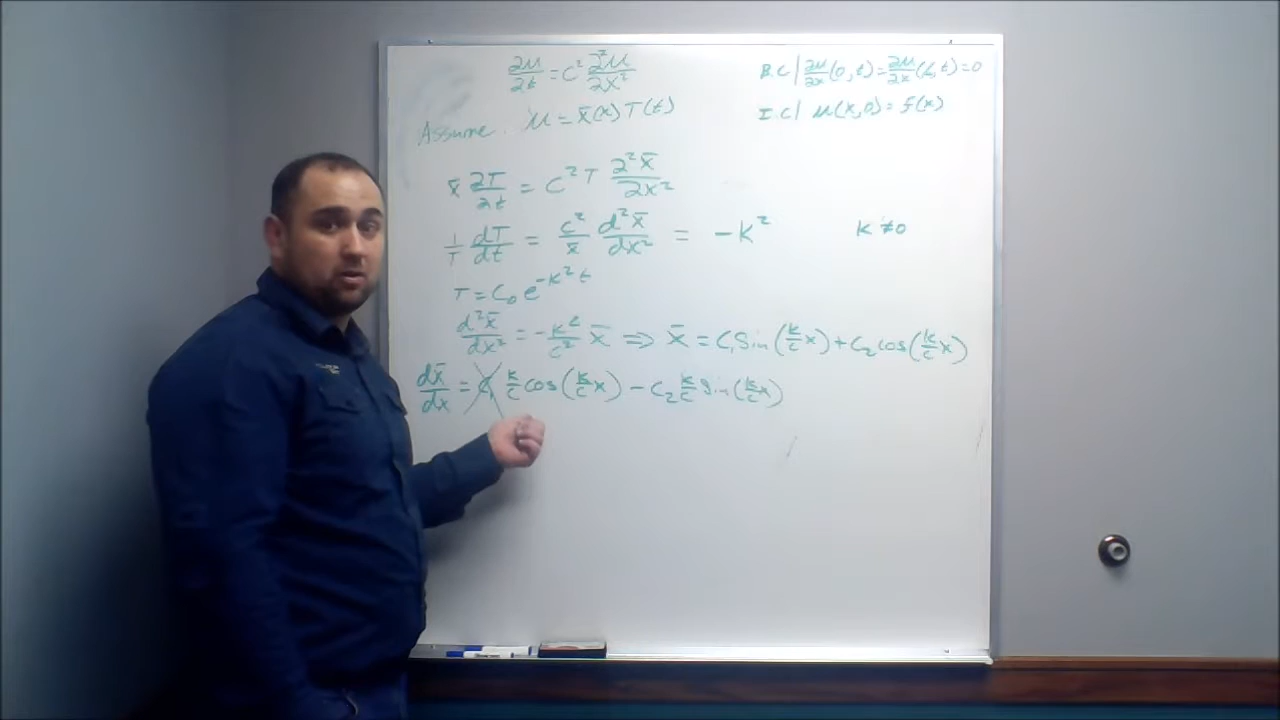 ∂u/∂t = C² ∂²u/∂x²
B.C | ∂u/∂x (0, t) = ∂u/∂x (L, t) = 0
Assume. u = X̄(x) T(t)
I.C | u(x, 0) = f(x)
X̄ ∂T/∂t = C² T ∂²X̄/∂x²
1/T dT/dt = C²/X̄ d²X̄/dx² = -K²
K ≠ 0
T = C₀ e^(-K² t)
d²X̄/dx² = -K²/C² X̄ ⇒ X̄ = C₁ Sin(K/C x) + C₂ cos(K/C x)
dX̄/dx = C₁ K/C cos(K/C x) - C₂ K/C Sin(K/C x)